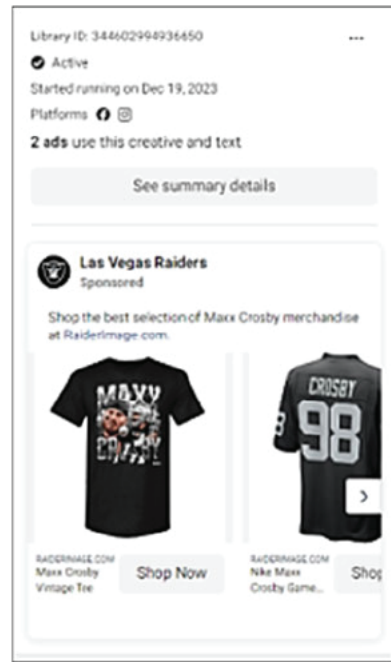 Library ID: 344602994936650
Active
Started running on Dec 19, 2023
Platforms
2 ads use this creative and text
See summary details
Las Vegas Raiders
Sponsored
Shop the best selection of Maxx Crosby merchandise
at RaiderImage.com.
MAXX
CROSBY
CROSBY
98
8
RAIDERIMAGE.COM
Maxx Crosby
Vintage Tee
Shop Now
RAIDERIMAGE.COM
Nike Maxx
Crosby Game...
Shop